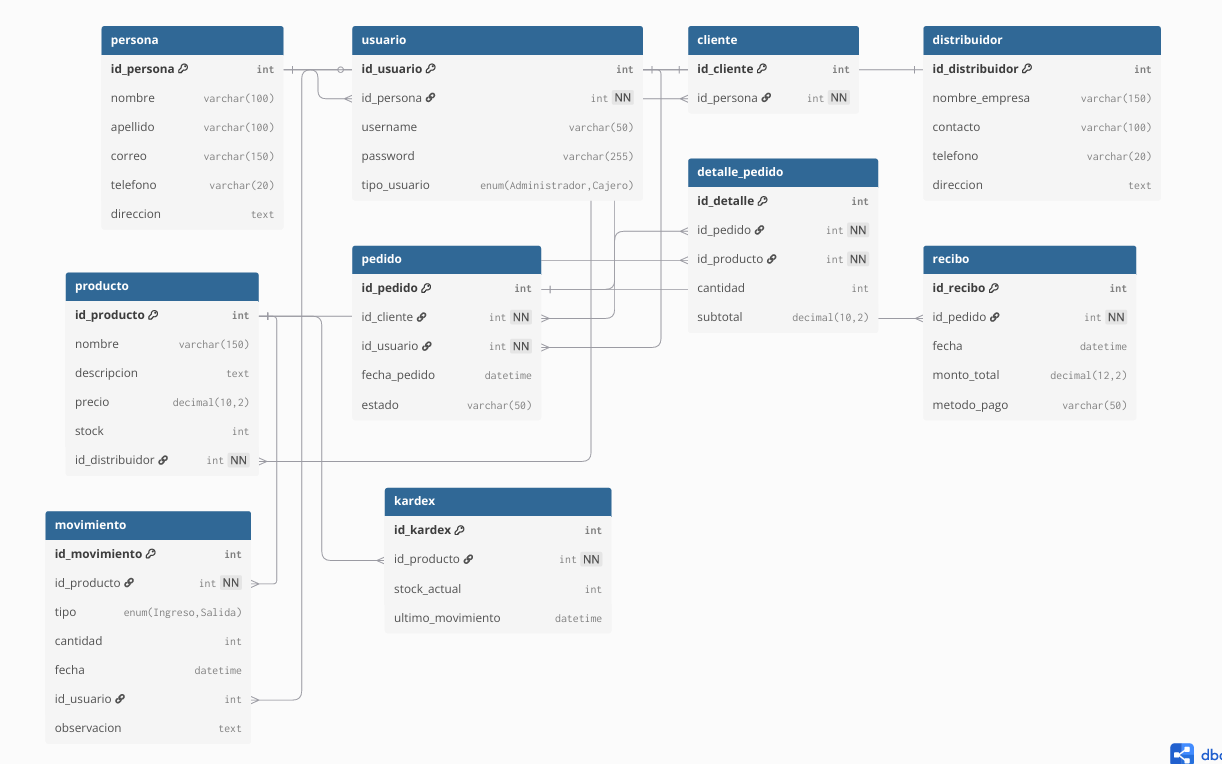 persona
id_persona int
nombre varchar(100)
apellido varchar(100)
correo varchar(150)
telefono varchar(20)
direccion text
usuario
id_usuario int
id_persona int NN
username varchar(50)
password varchar(255)
tipo_usuario enum(Administrador,Cajero)
cliente
id_cliente int
id_persona int NN
distribuidor
id_distribuidor int
nombre_empresa varchar(150)
contacto varchar(100)
telefono varchar(20)
direccion text
detalle_pedido
id_detalle int
id_pedido int NN
id_producto int NN
cantidad int
subtotal decimal(10,2)
pedido
id_pedido int
id_cliente int NN
id_usuario int NN
fecha_pedido datetime
estado varchar(50)
recibo
id_recibo int
id_pedido int NN
fecha datetime
monto_total decimal(12,2)
metodo_pago varchar(50)
producto
id_producto int
nombre varchar(150)
descripcion text
precio decimal(10,2)
stock int
id_distribuidor int NN
kardex
id_kardex int
id_producto int NN
stock_actual int
ultimo_movimiento datetime
movimiento
id_movimiento int
id_producto int NN
tipo enum(Ingreso,Salida)
cantidad int
fecha datetime
id_usuario int
observacion text